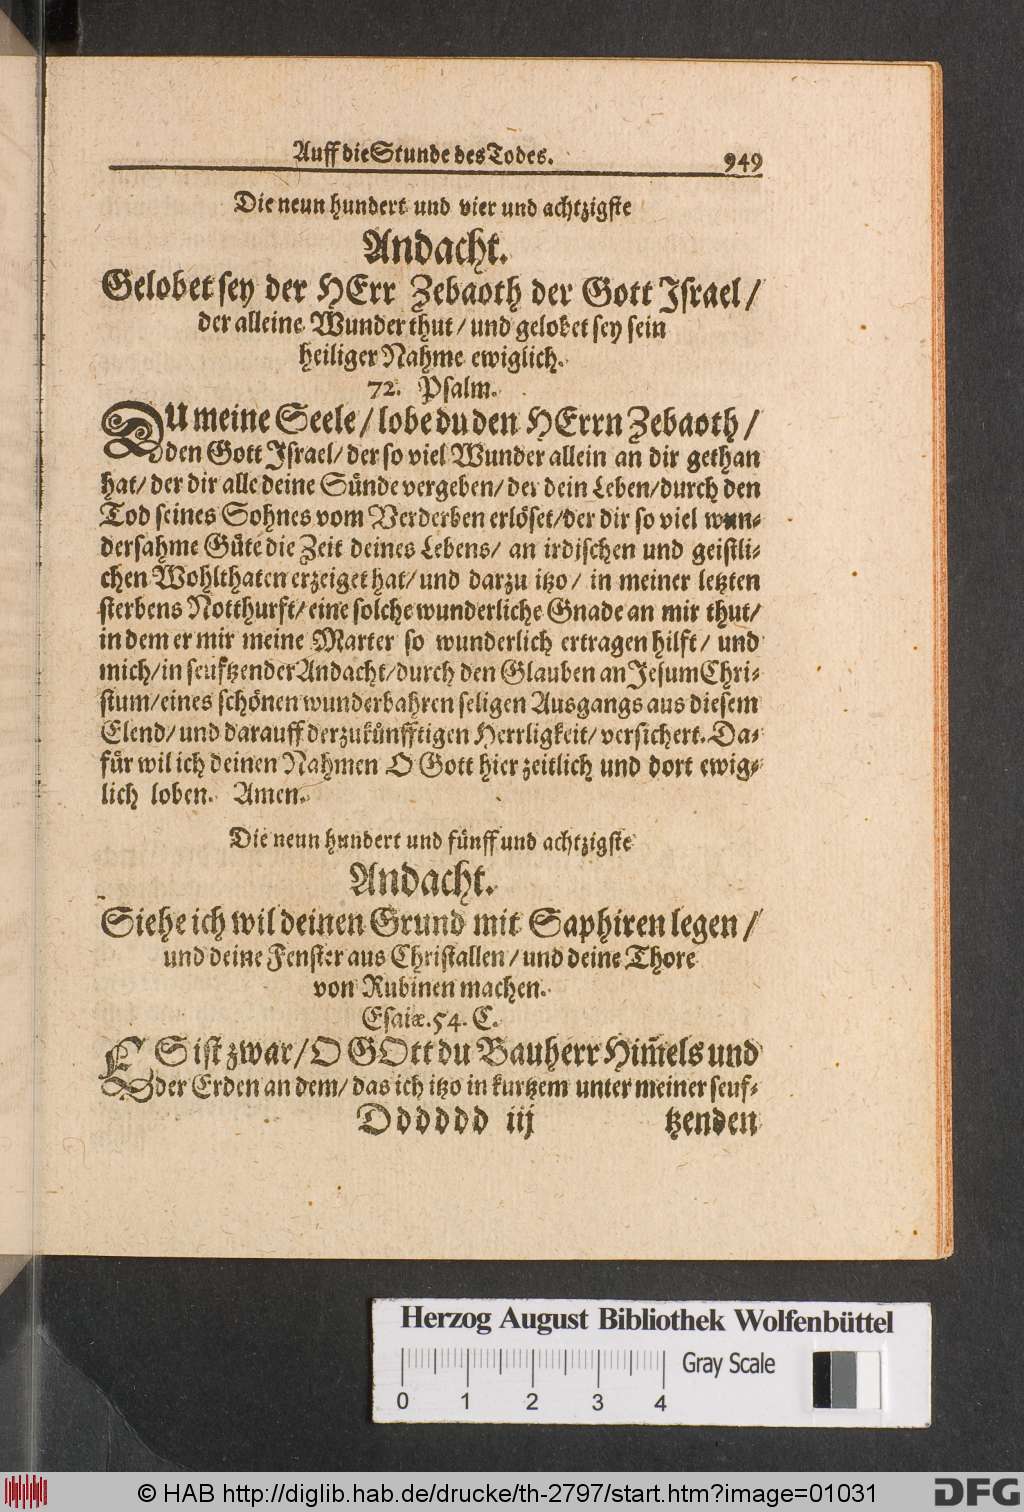 Auff die Stunde des Todes. 949
Die neun hundert und vier und achtzigste
Andacht.
Gelobet sey der HErr Zebaoth der Gott Israel /
der alleine Wunder thut / und gelobet sey sein
heiliger Nahme ewiglich.
72. Psalm.
DU meine Seele / lobe du den HErrn Zebaoth /
den Gott Israel / der so viel Wunder allein an dir gethan
hat / der dir alle deine Sünde vergeben / der dein Leben / durch den
Tod seines Sohnes vom Verderben erlöset / der dir so viel wun⸗
dersahme Güte die Zeit deines Lebens / an irdischen und geistli⸗
chen Wohlthaten erzeiget hat / und darzu itzo / in meiner letzten
sterbens Notthurft / eine solche wunderliche Gnade an mir thut /
in dem er mir meine Marter so wunderlich ertragen hilft / und
mich / in seuftzender Andacht / durch den Glauben an Jesum Chri⸗
stum / eines schönen wunderbahren seligen Ausgangs aus diesem
Elend / und darauff der zukünfftigen Herrligkeit / versichert. Da⸗
für wil ich deinen Nahmen O Gott hier zeitlich und dort ewig⸗
lich loben. Amen.
Die neun hundert und fünff und achtzigste
Andacht.
Siehe ich wil deinen Grund mit Saphiren legen /
und deine Fenster aus Christallen / und deine Thore
von Rubinen machen.
Esaiæ. 54. C.
ES ist zwar / O GOtt du Bauherr Him̃els und
der Erden an dem / das ich itzo in kurtzem unter meiner seuf⸗
Dddddd iij tzenden
Herzog August Bibliothek Wolfenbüttel
Gray Scale
0 1 2 3 4
© HAB http://diglib.hab.de/drucke/th-2797/start.htm?image=01031
DFG